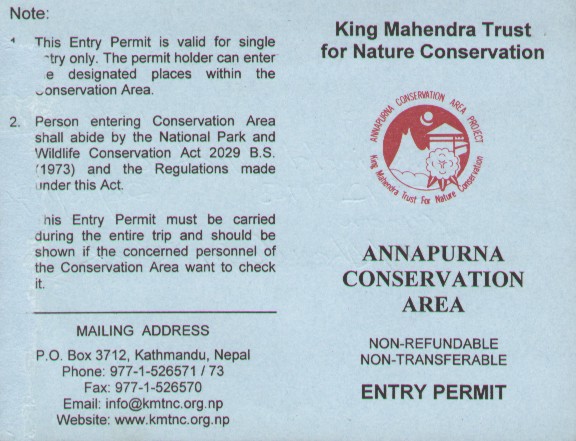 Note:
This Entry Permit is valid for single
only. The permit holder can enter
designated places within the
Conservation Area.
2. Person entering Conservation Area
shall abide by the National Park and
Wildlife Conservation Act 2029 B.S.
(1973) and the Regulations made
under this Act.
This Entry Permit must be carried
during the entire trip and should be
shown if the concerned personnel of
the Conservation Area want to check
it.
MAILING ADDRESS
P.O. Box 3712, Kathmandu, Nepal
Phone: 977-1-526571 / 73
Fax: 977-1-526570
Email: info@kmtnc.org.np
Website: www.kmtnc.org.np
King Mahendra Trust
for Nature Conservation
ANNAPURNA CONSERVATION AREA PROJECT
King Mahendra Trust For Nature Conservation
ANNAPURNA
CONSERVATION
AREA
NON-REFUNDABLE
NON-TRANSFERABLE
ENTRY PERMIT